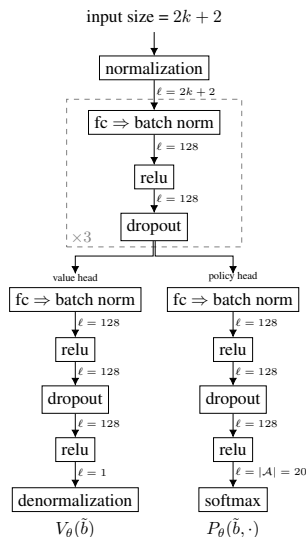 input size = 2k + 2
normalization
ℓ = 2k + 2
fc ⇒ batch norm
ℓ = 128
relu
ℓ = 128
dropout
×3
value head
policy head
fc ⇒ batch norm
fc ⇒ batch norm
ℓ = 128
ℓ = 128
relu
relu
ℓ = 128
ℓ = 128
dropout
dropout
ℓ = 128
ℓ = 128
relu
relu
ℓ = 1
ℓ = |𝒜| = 20
denormalization
softmax
V_θ(b̃)
P_θ(b̃, ·)